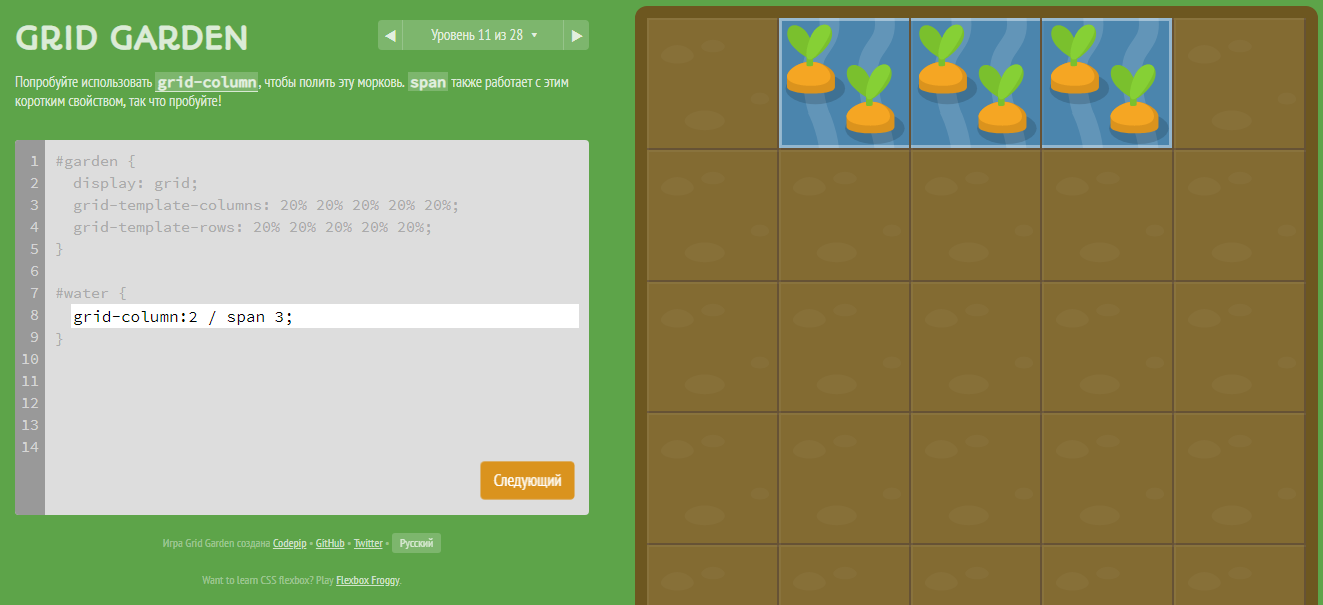 GRID GARDEN
◀ Уровень 11 из 28 ▾ ▶
Попробуйте использовать grid-column, чтобы полить эту морковь. span также работает с этим
коротким свойством, так что пробуйте!
1 #garden {
2 display: grid;
3 grid-template-columns: 20% 20% 20% 20% 20%;
4 grid-template-rows: 20% 20% 20% 20% 20%;
5 }
6
7 #water {
8 grid-column:2 / span 3;
9 }
10
11
12
13
14
Следующий
Игра Grid Garden создана Codepip • GitHub • Twitter • Русский
Want to learn CSS flexbox? Play Flexbox Froggy.